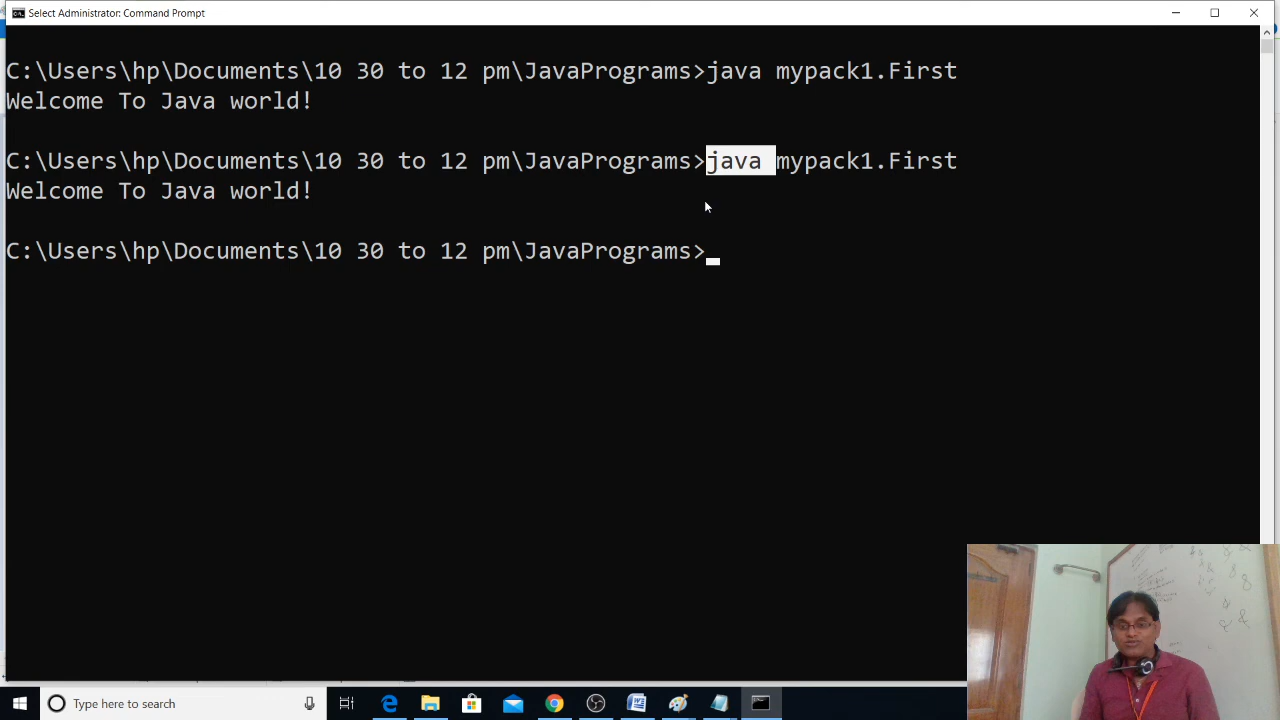 Select Administrator: Command Prompt
C:\Users\hp\Documents\10 30 to 12 pm\JavaPrograms>java mypack1.First
Welcome To Java world!
C:\Users\hp\Documents\10 30 to 12 pm\JavaPrograms>java mypack1.First
Welcome To Java world!
C:\Users\hp\Documents\10 30 to 12 pm\JavaPrograms>
Type here to search